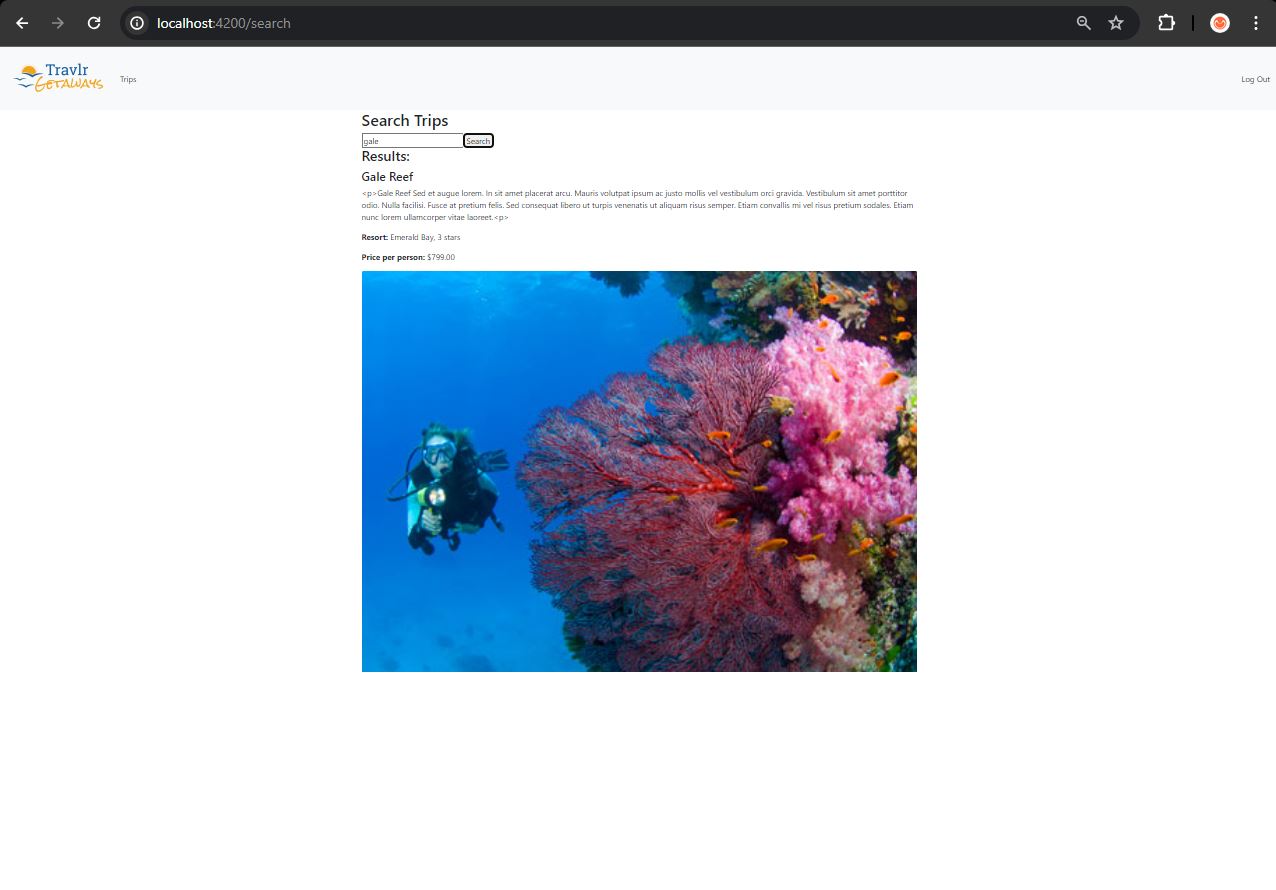 localhost:4200/search
Travlr
Getaways
Trips
Log Out
Search Trips
gale
Search
Results:
Gale Reef
<p>Gale Reef Sed et augue lorem. In sit amet placerat arcu. Mauris volutpat ipsum ac justo mollis vel vestibulum orci gravida. Vestibulum sit amet porttitor
odio. Nulla facilisi. Fusce at pretium felis. Sed consequat libero ut turpis venenatis ut aliquam risus semper. Etiam convallis mi vel risus pretium sodales. Etiam
nunc lorem ullamcorper vitae laoreet.<p>
Resort: Emerald Bay, 3 stars
Price per person: $799.00